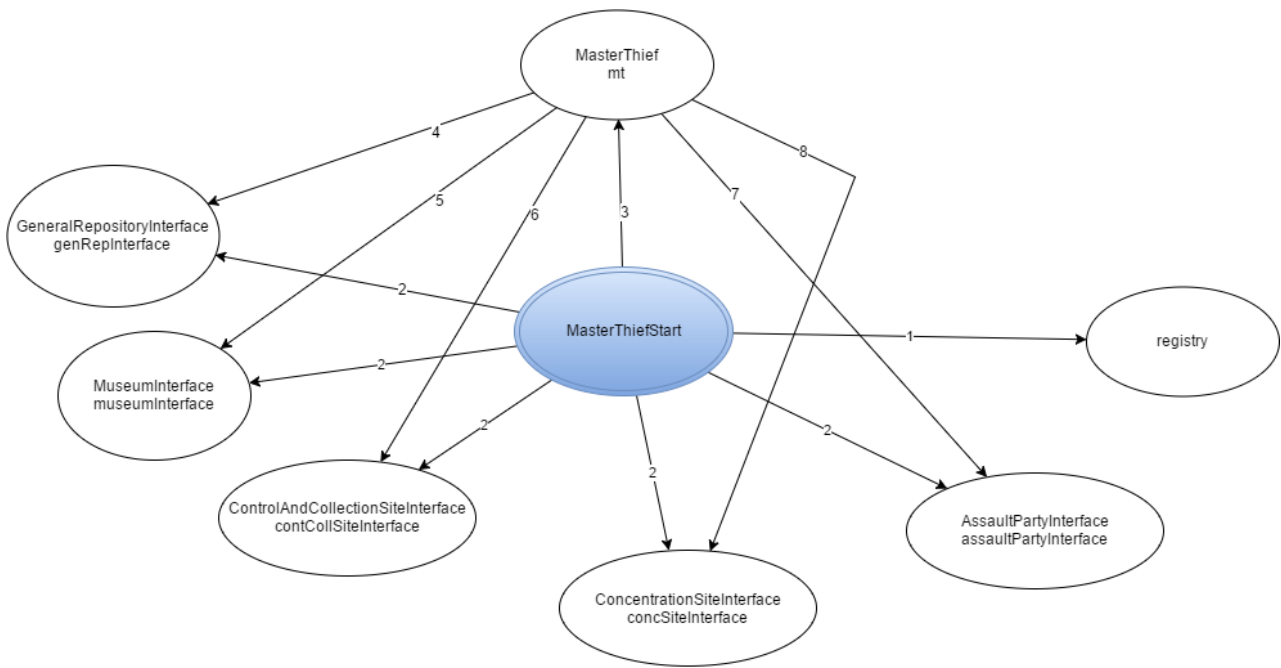 MasterThief
mt
8
4
7
5
6
3
GeneralRepositoryInterface
genRepInterface
2
MasterThiefStart
1
registry
2
MuseumInterface
museumInterface
2
2
2
ControlAndCollectionSiteInterface
contCollSiteInterface
AssaultPartyInterface
assaultPartyInterface
ConcentrationSiteInterface
concSiteInterface